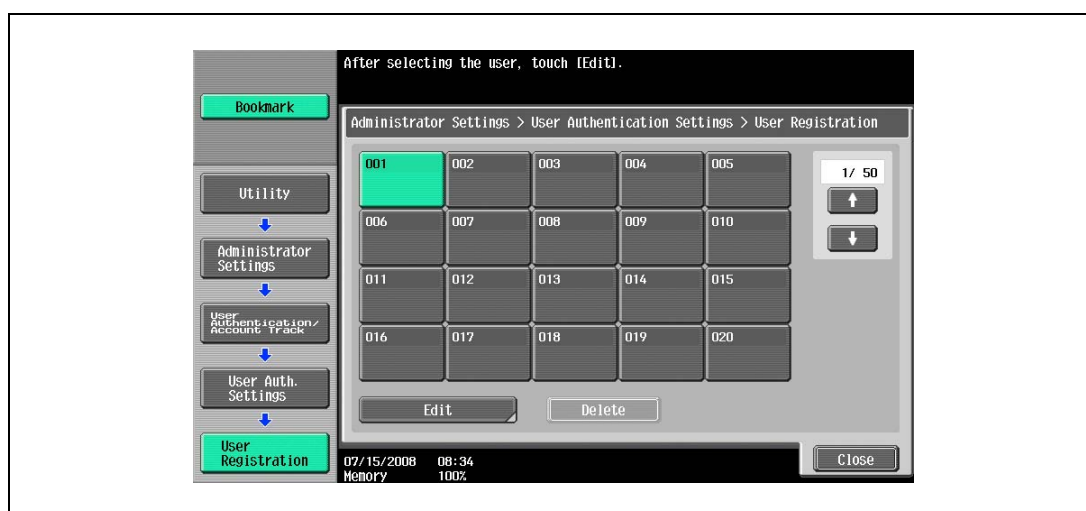 After selecting the user, touch [Edit].
Bookmark
Administrator Settings > User Authentication Settings > User Registration
001 002 003 004 005
1/ 50
Utility
006 007 008 009 010
Administrator
Settings
011 012 013 014 015
User
Authentication/
Account Track
016 017 018 019 020
User Auth.
Settings
Edit Delete
User
Registration
07/15/2008 08:34
Memory 100%
Close